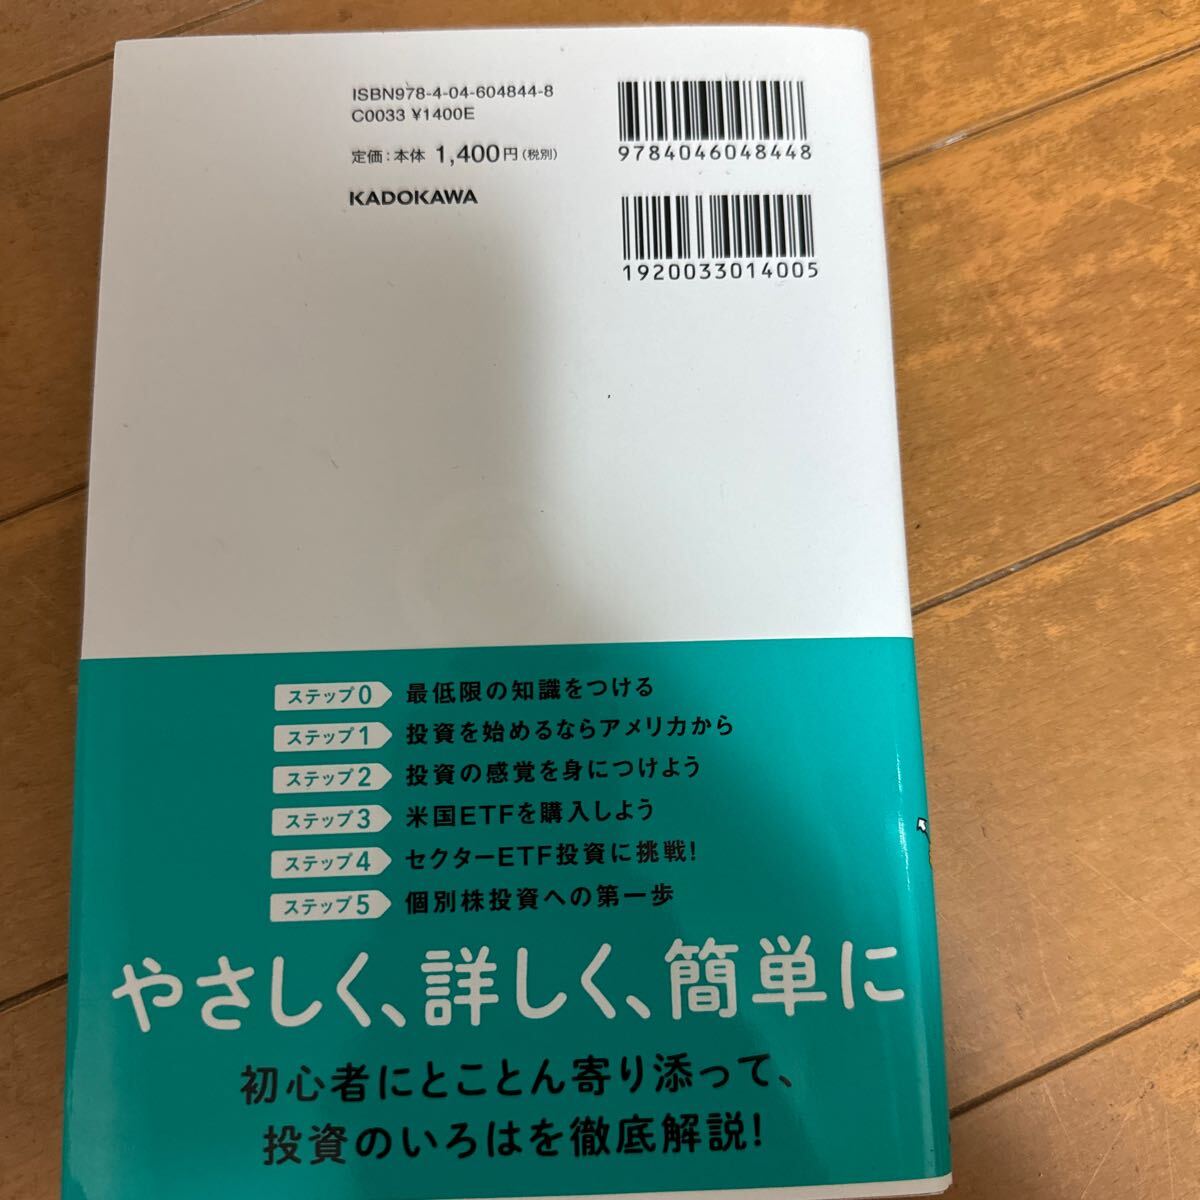 ISBN978-4-04-604844-8
C0033 ¥1400E
定価：本体 1,400円（税別）
KADOKAWA
9784046048448
1920033014005
ステップ0 最低限の知識をつける
ステップ1 投資を始めるならアメリカから
ステップ2 投資の感覚を身につけよう
ステップ3 米国ETFを購入しよう
ステップ4 セクターETF投資に挑戦！
ステップ5 個別株投資への第一歩
やさしく、詳しく、簡単に
初心者にとことん寄り添って、
投資のいろはを徹底解説！